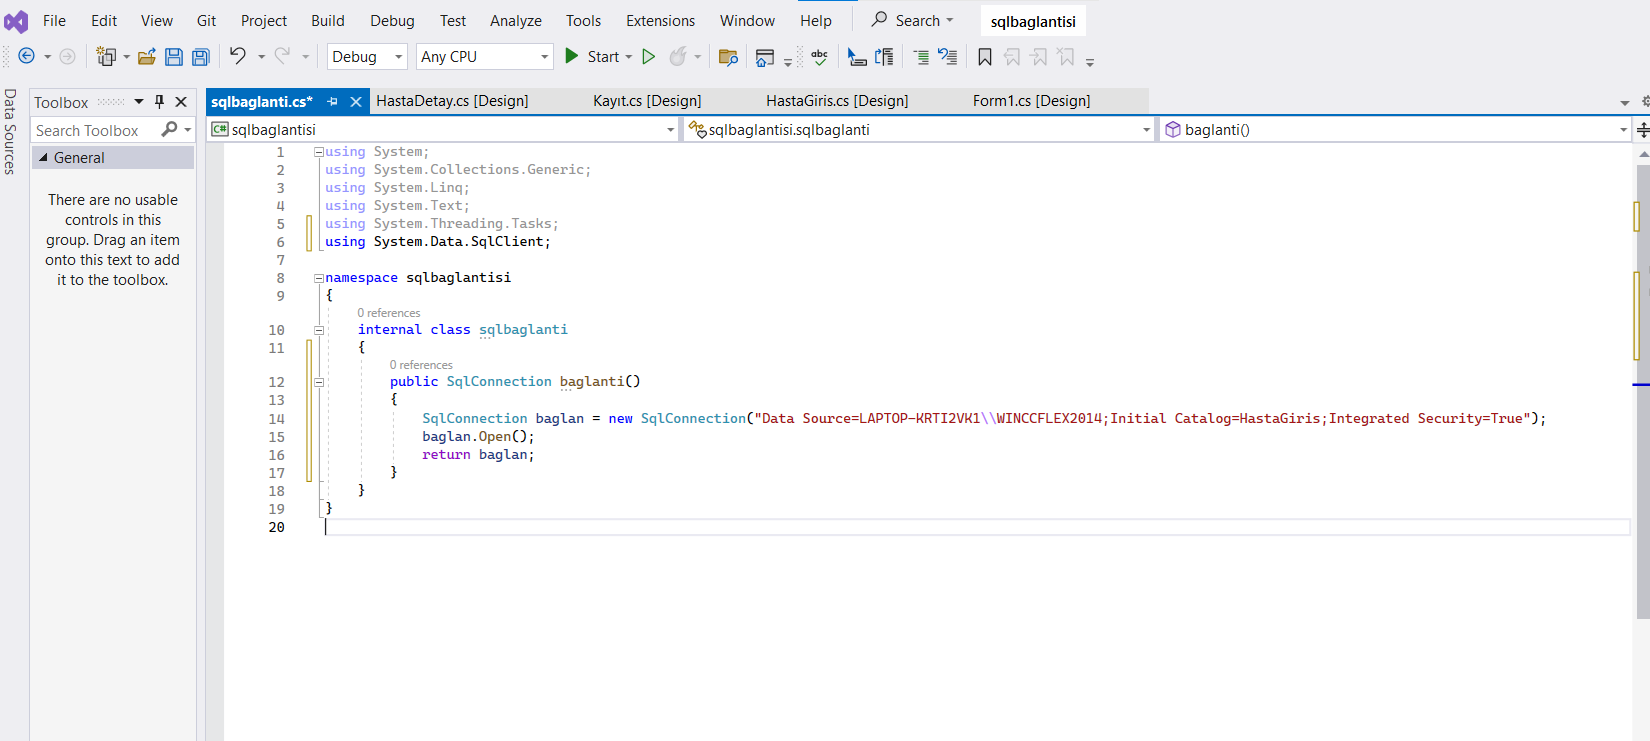 File Edit View Git Project Build Debug Test Analyze Tools Extensions Window Help Search sqlbaglantisi
Debug Any CPU Start abc
Data Sources
Toolbox
Search Toolbox
General
There are no usable
controls in this
group. Drag an item
onto this text to add
it to the toolbox.
sqlbaglanti.cs* HastaDetay.cs [Design] Kayıt.cs [Design] HastaGiris.cs [Design] Form1.cs [Design]
C# sqlbaglantisi sqlbaglantisi.sqlbaglanti baglanti()
1 using System;
2 using System.Collections.Generic;
3 using System.Linq;
4 using System.Text;
5 using System.Threading.Tasks;
6 using System.Data.SqlClient;
7
8 namespace sqlbaglantisi
9 {
0 references
10 internal class sqlbaglanti
11 {
0 references
12 public SqlConnection baglanti()
13 {
14 SqlConnection baglan = new SqlConnection("Data Source=LAPTOP-KRTI2VK1\\WINCCFLEX2014;Initial Catalog=HastaGiris;Integrated Security=True");
15 baglan.Open();
16 return baglan;
17 }
18 }
19 }
20